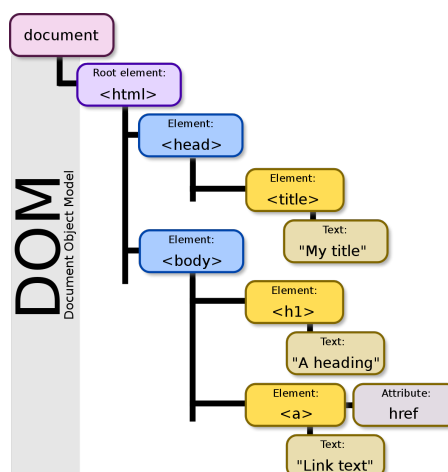 document
Root element:
<html>
Element:
<head>
Element:
<title>
Text:
"My title"
Element:
<body>
Element:
<h1>
Text:
"A heading"
Element:
<a>
Attribute:
href
Text:
"Link text"
DOM
Document Object Model